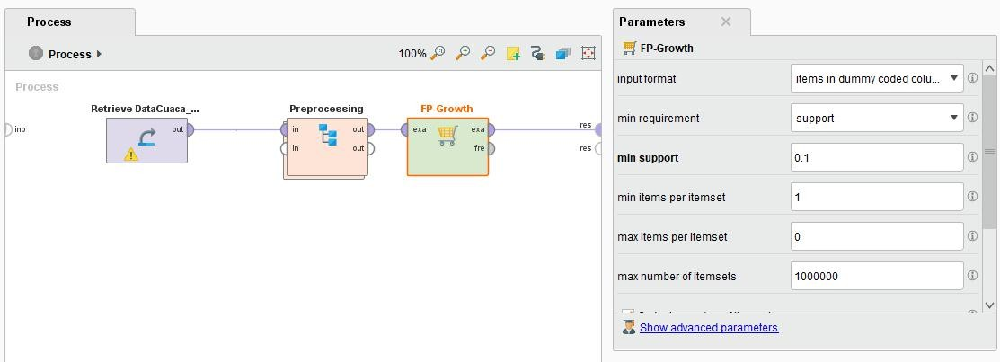 Process
Process
100%
Process
inp
Retrieve DataCuaca_...
out
Preprocessing
in
out
in
out
FP-Growth
exa
exa
fre
res
res
Parameters
FP-Growth
input format
items in dummy coded colu...
min requirement
support
min support
0.1
min items per itemset
1
max items per itemset
0
max number of itemsets
1000000
Show advanced parameters